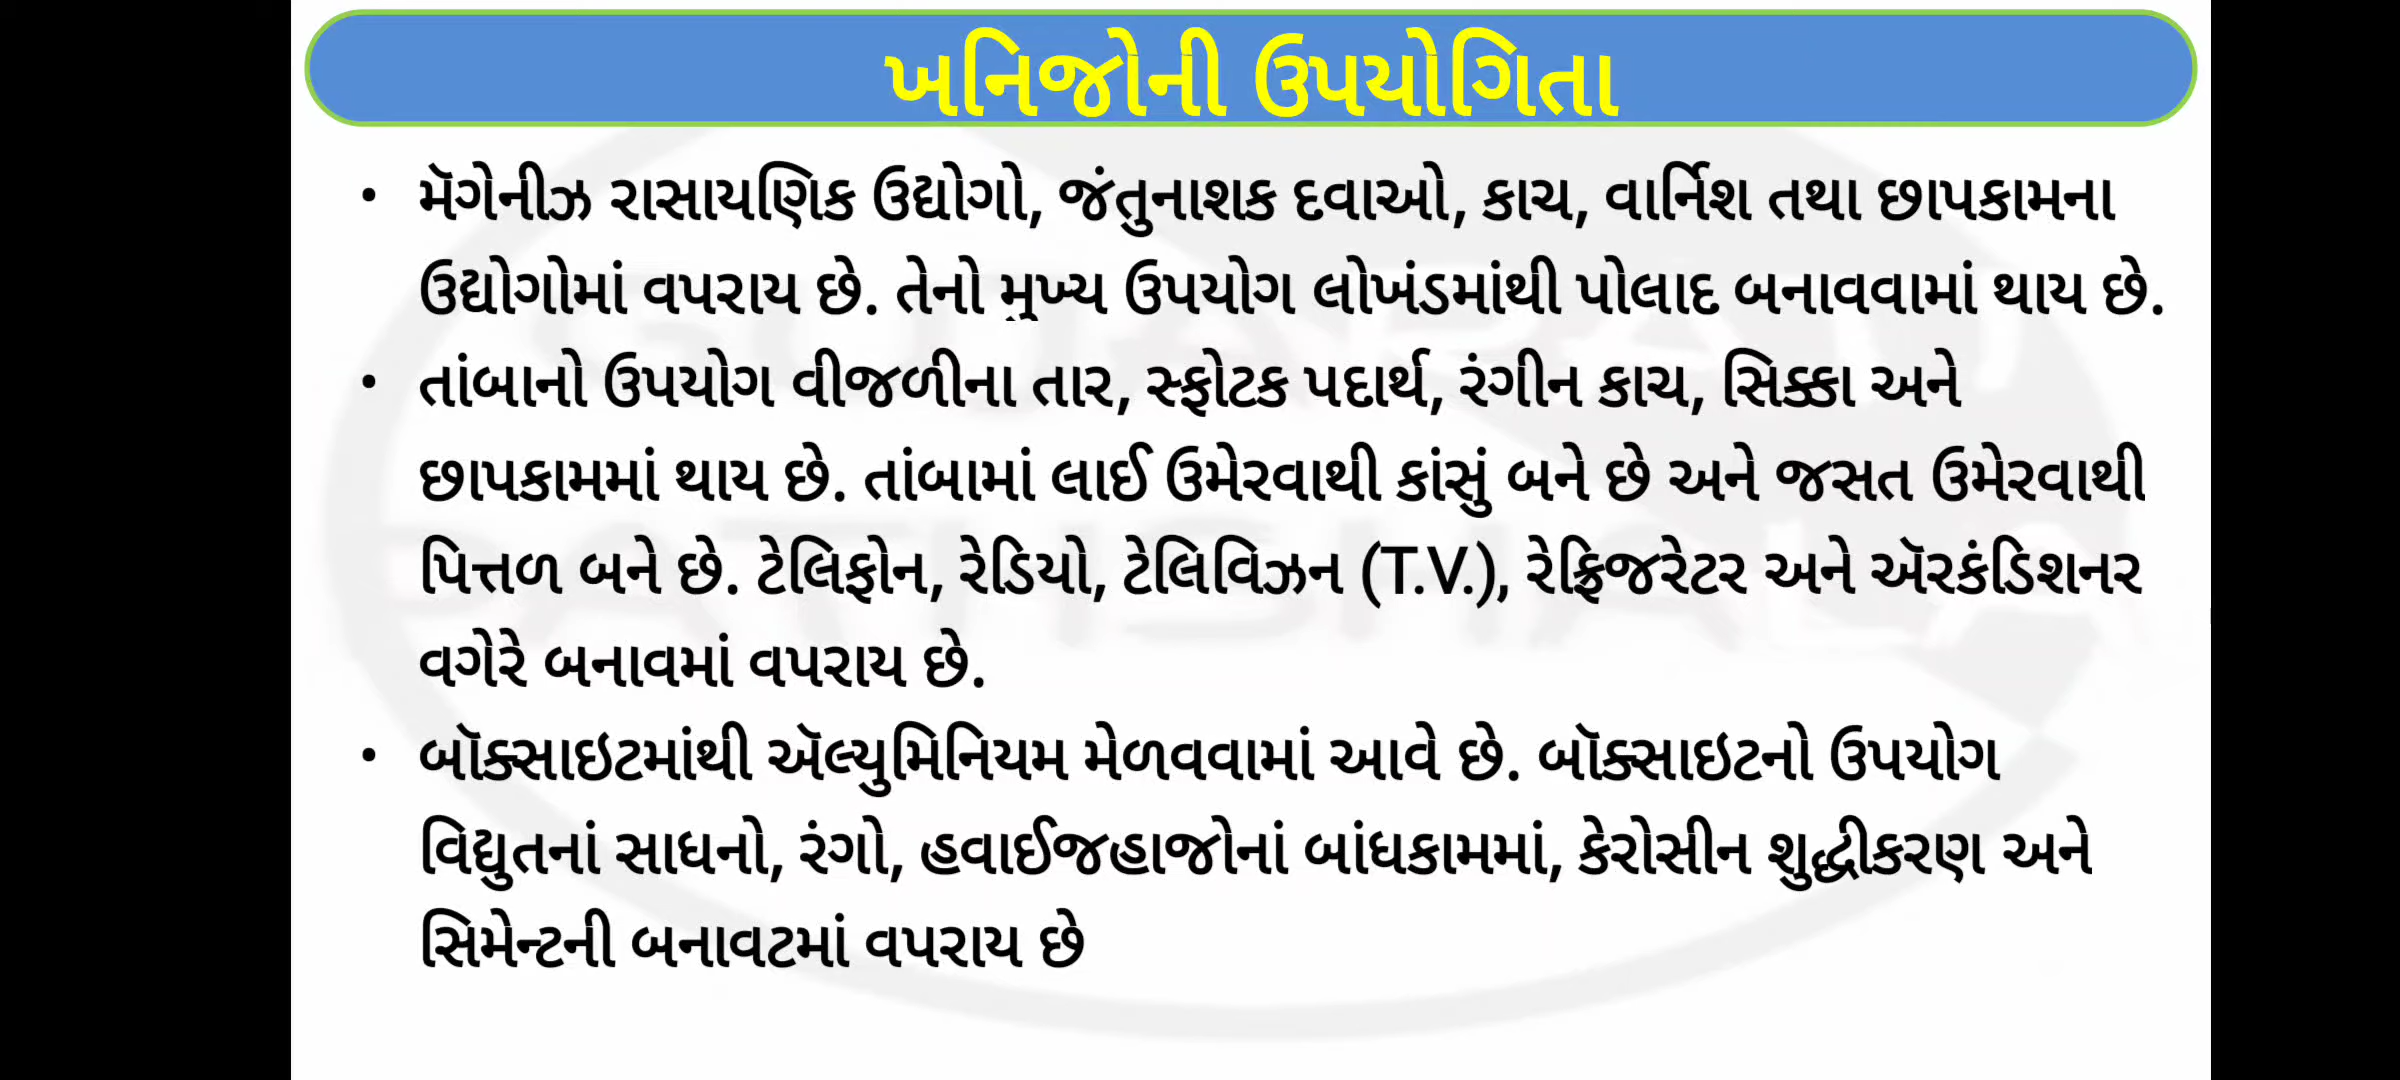 ખનિજોની ઉપયોગિતા
• મૅગેનીઝ રાસાયણિક ઉદ્યોગો, જંતુનાશક દવાઓ, કાચ, વાર્નિશ તથા છાપકામના
ઉદ્યોગોમાં વપરાય છે. તેનો મુખ્ય ઉપયોગ લોખંડમાંથી પોલાદ બનાવવામાં થાય છે.
• તાંબાનો ઉપયોગ વીજળીના તાર, સ્ફોટક પદાર્થ, રંગીન કાચ, સિક્કા અને
છાપકામમાં થાય છે. તાંબામાં લાઈ ઉમેરવાથી કાંસું બને છે અને જસત ઉમેરવાથી
પિત્તળ બને છે. ટેલિફોન, રેડિયો, ટેલિવિઝન (T.V.), રેફ્રિજરેટર અને ઍરકંડિશનર
વગેરે બનાવમાં વપરાય છે.
• બૉક્સાઇટમાંથી ઍલ્યુમિનિયમ મેળવવામાં આવે છે. બૉક્સાઇટનો ઉપયોગ
વિદ્યુતનાં સાધનો, રંગો, હવાઈજહાજોનાં બાંધકામમાં, કેરોસીન શુદ્ધીકરણ અને
સિમેન્ટની બનાવટમાં વપરાય છે